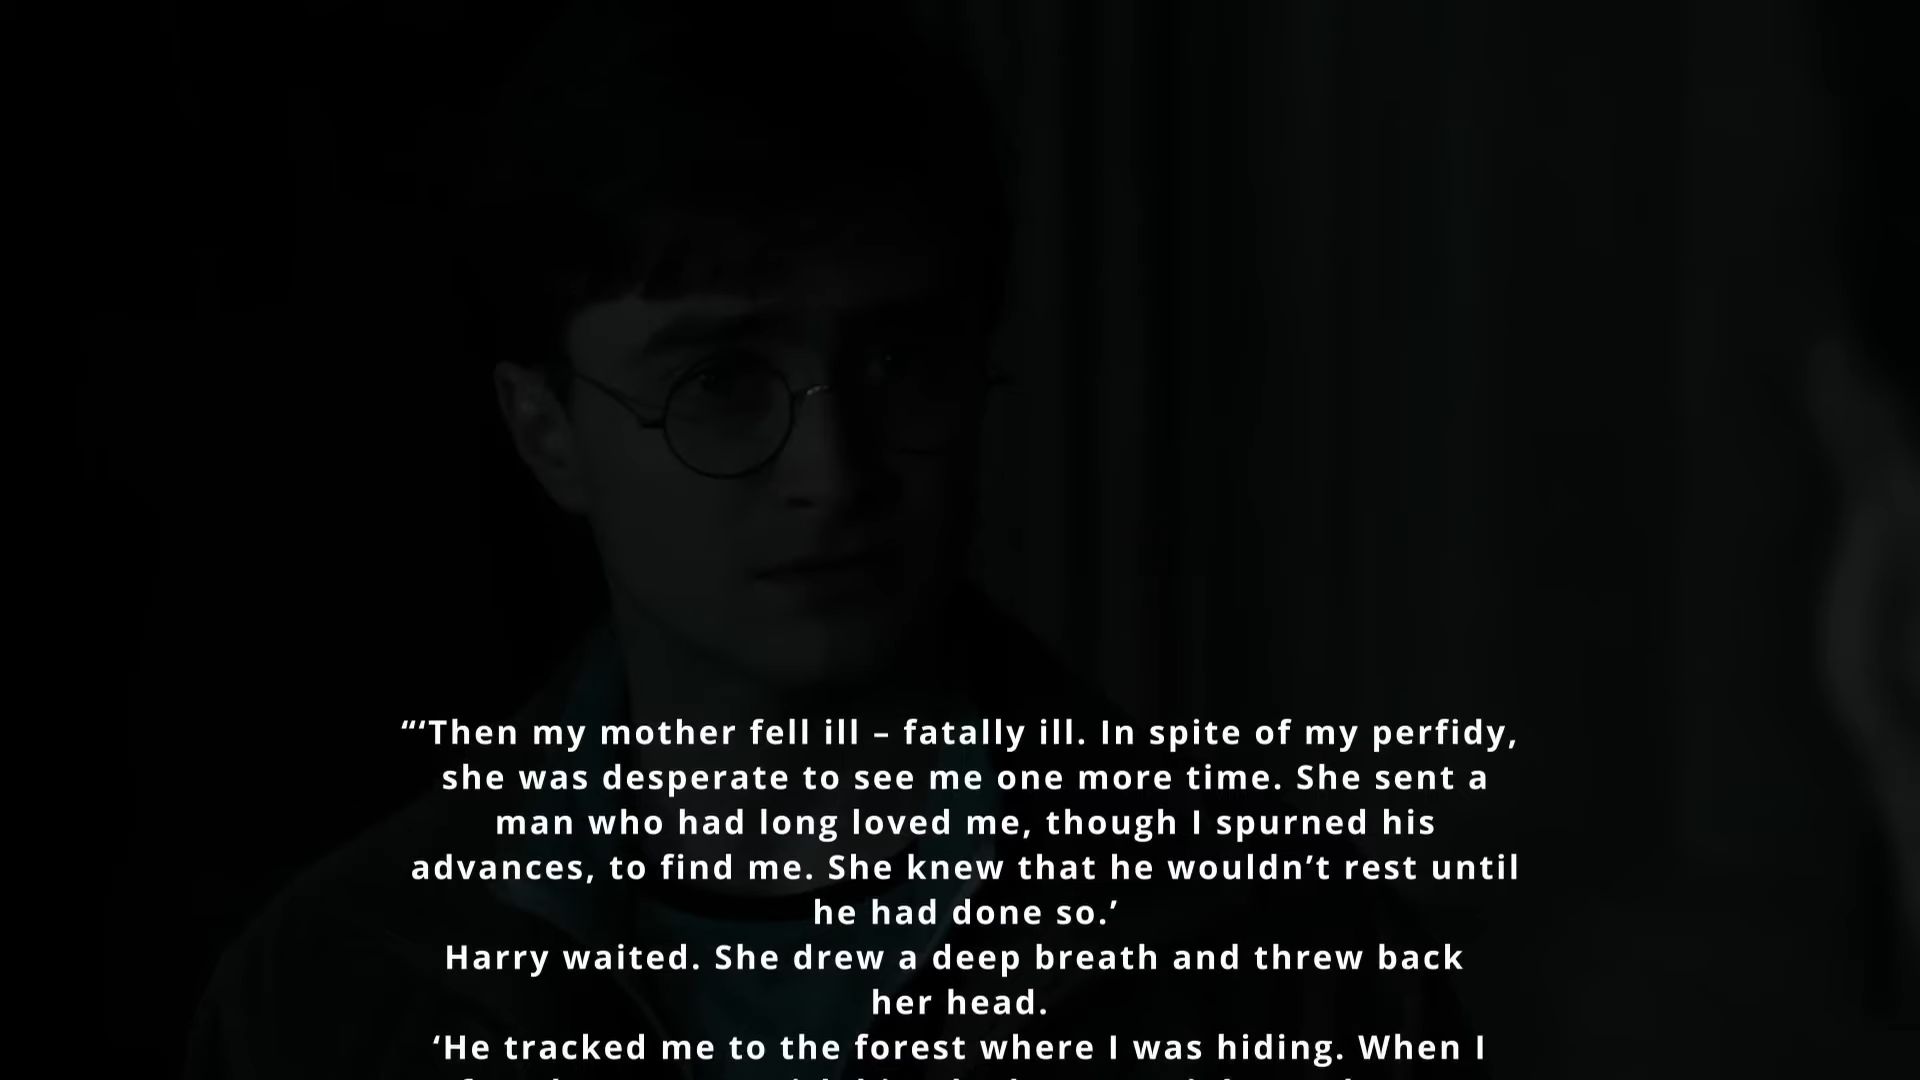 “‘Then my mother fell ill – fatally ill. In spite of my perfidy,
she was desperate to see me one more time. She sent a
man who had long loved me, though I spurned his
advances, to find me. She knew that he wouldn’t rest until
he had done so.’
Harry waited. She drew a deep breath and threw back
her head.
‘He tracked me to the forest where I was hiding. When I